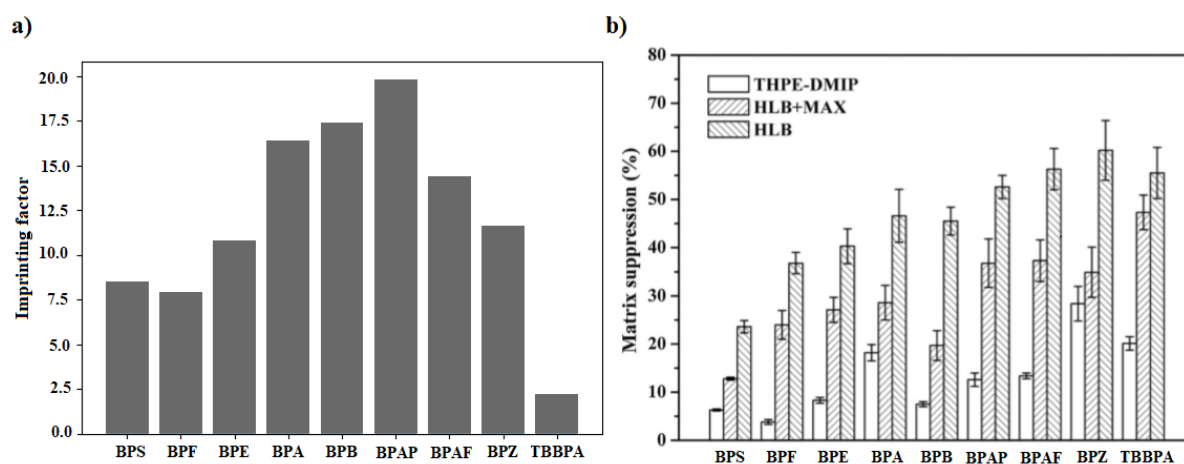 a)
Imprinting factor
20.0
17.5
15.0
12.5
10.0
7.5
5.0
2.5
0.0
BPS BPF BPE BPA BPB BPAP BPAF BPZ TBBPA
b)
Matrix suppression (%)
80
70
60
50
40
30
20
10
0
THPE-DMIP
HLB+MAX
HLB
BPS BPF BPE BPA BPB BPAP BPAF BPZ TBBPA